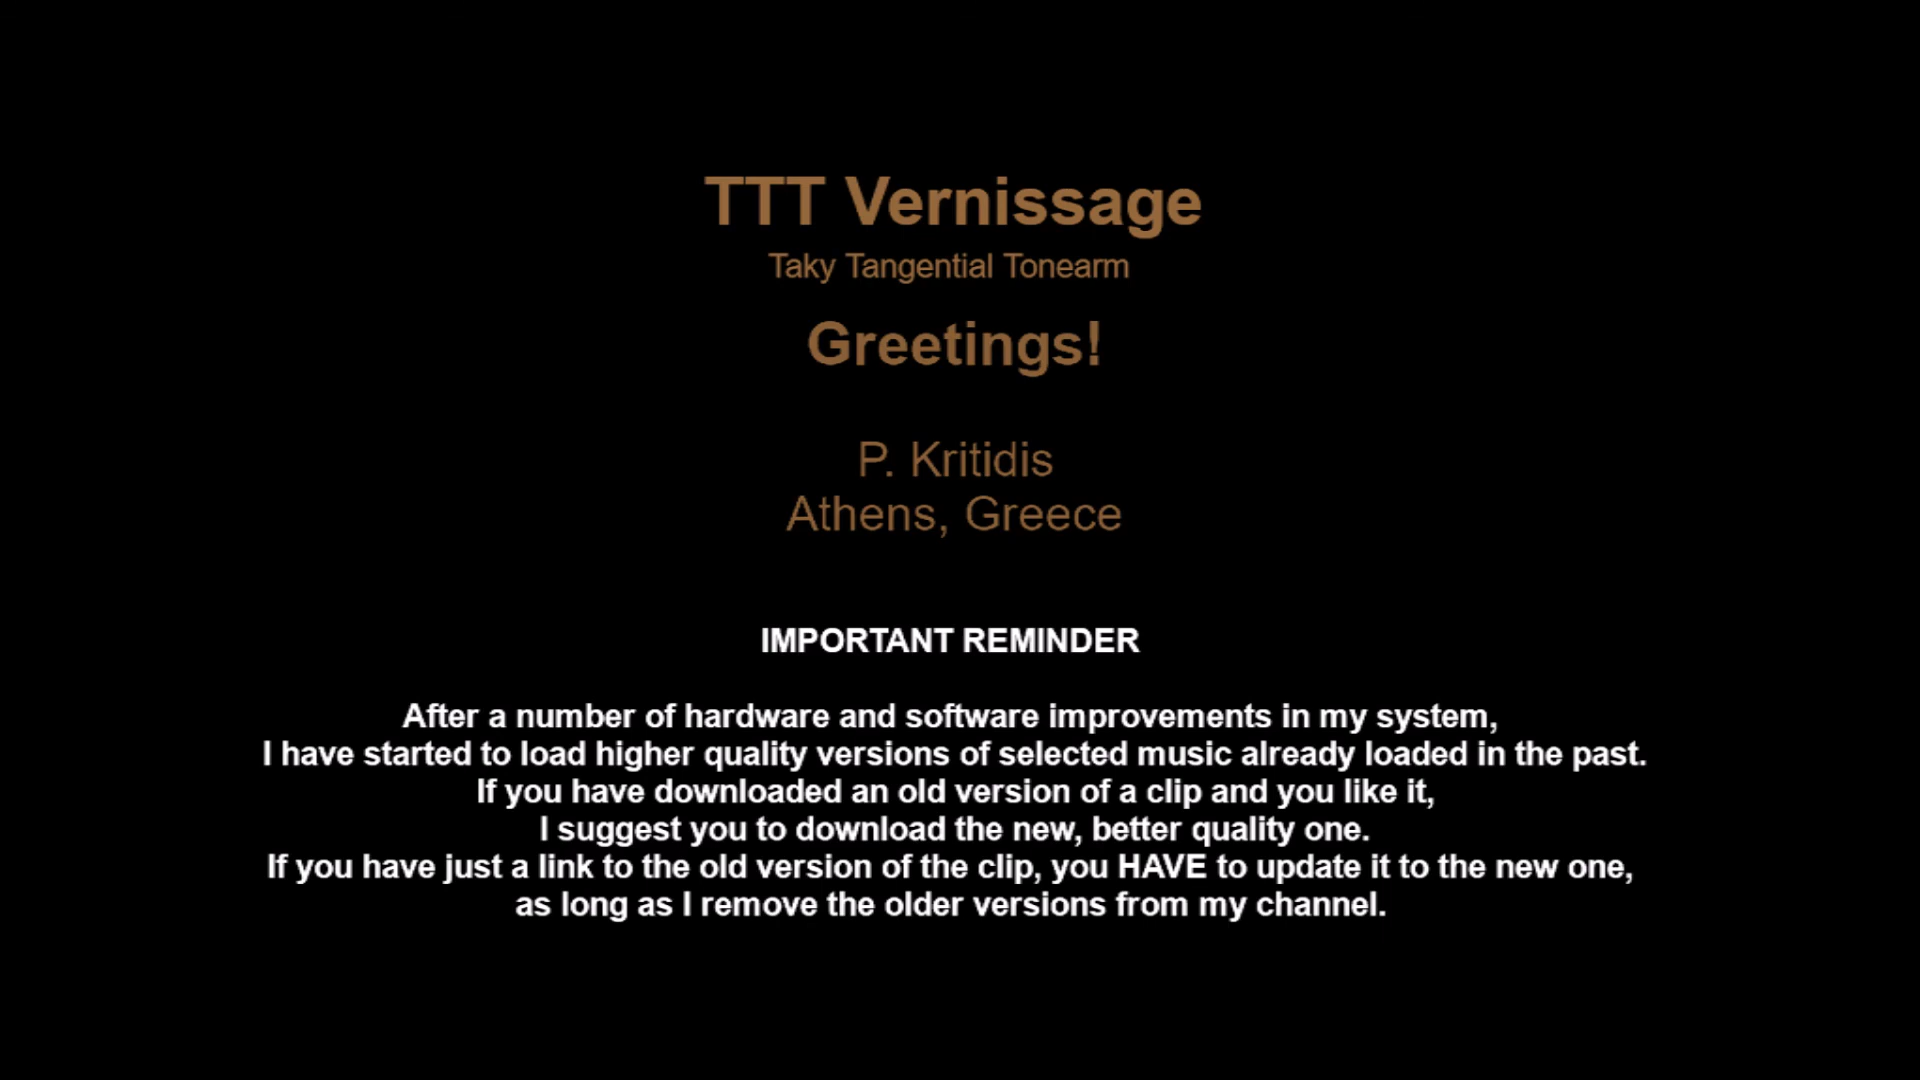 TTT Vernissage
Taky Tangential Tonearm
Greetings!
P. Kritidis
Athens, Greece
IMPORTANT REMINDER
After a number of hardware and software improvements in my system,
I have started to load higher quality versions of selected music already loaded in the past.
If you have downloaded an old version of a clip and you like it,
I suggest you to download the new, better quality one.
If you have just a link to the old version of the clip, you HAVE to update it to the new one,
as long as I remove the older versions from my channel.